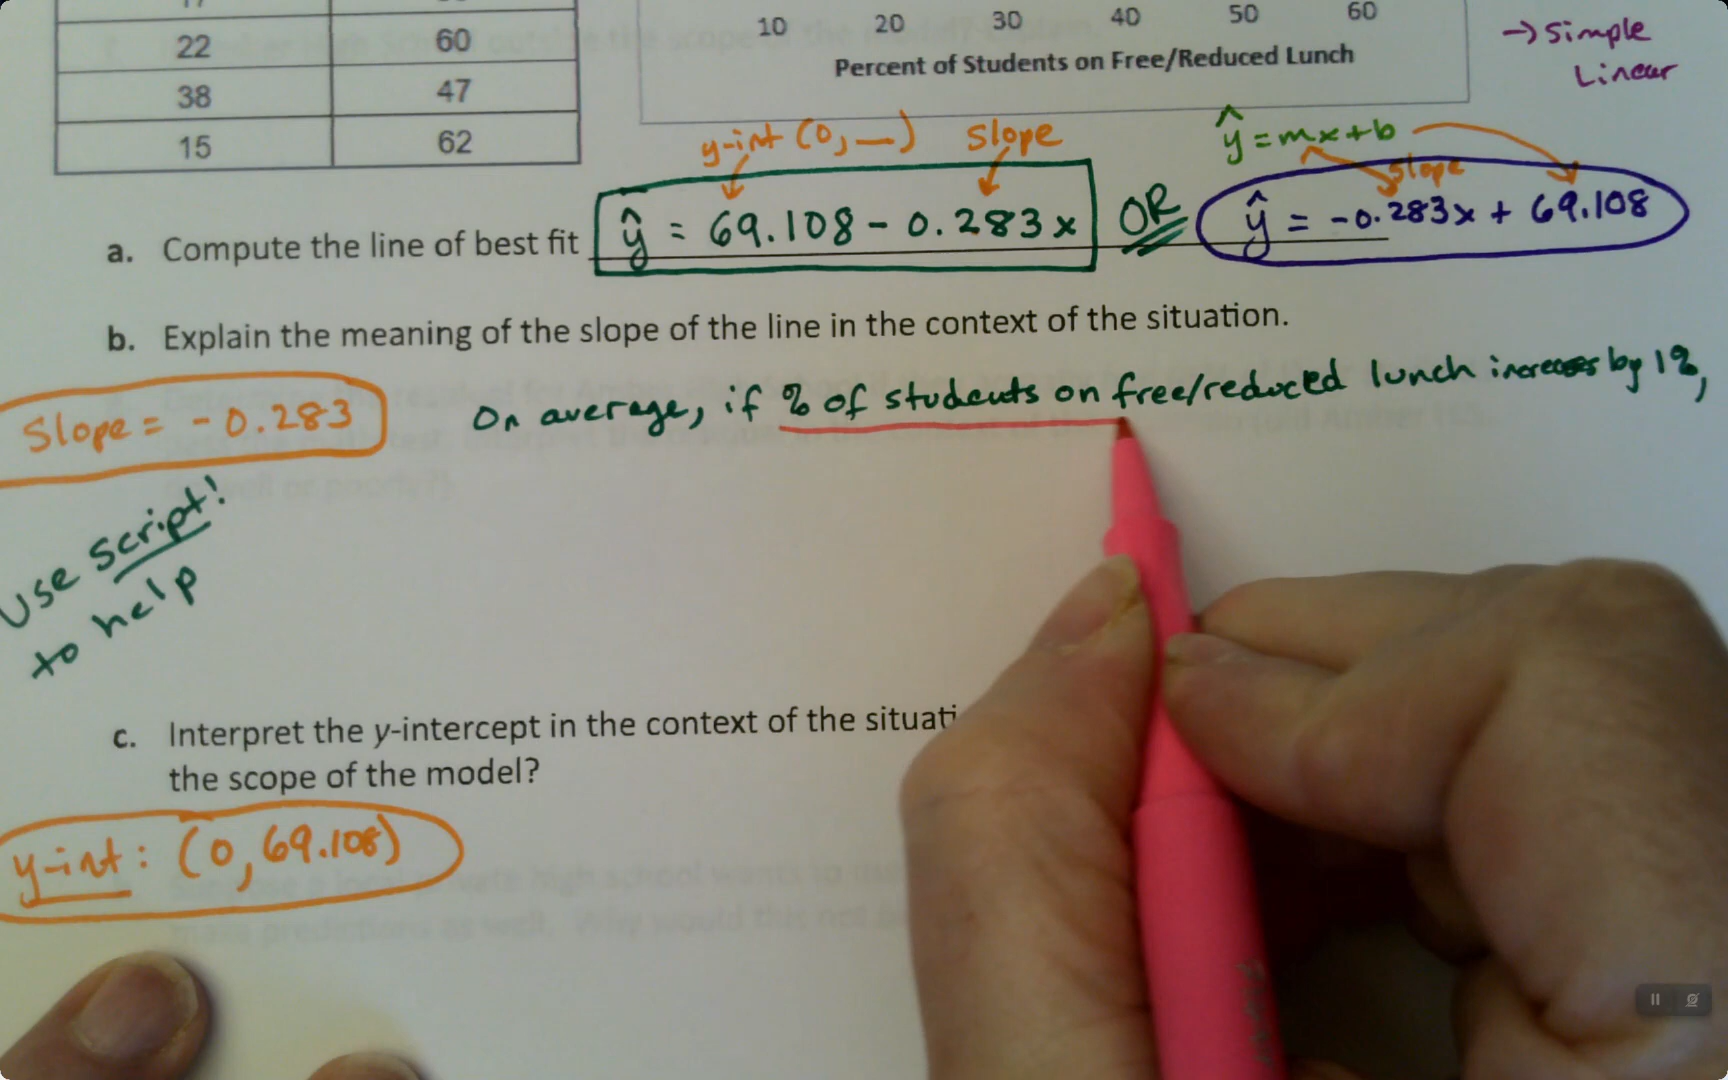 10 20 30 40 50 60
22 60
Percent of Students on Free/Reduced Lunch
→ Simple
Linear
38 47
15 62
y-int (0, __) slope
ŷ = mx+b
slope
a. Compute the line of best fit ŷ = 69.108 - 0.283x OR ŷ = -0.283x + 69.108
b. Explain the meaning of the slope of the line in the context of the situation.
Slope = -0.283
On average, if % of students on free/reduced lunch increases by 1%,
Use script!
to help
c. Interpret the y-intercept in the context of the situati
the scope of the model?
y-int: (0, 69.108)